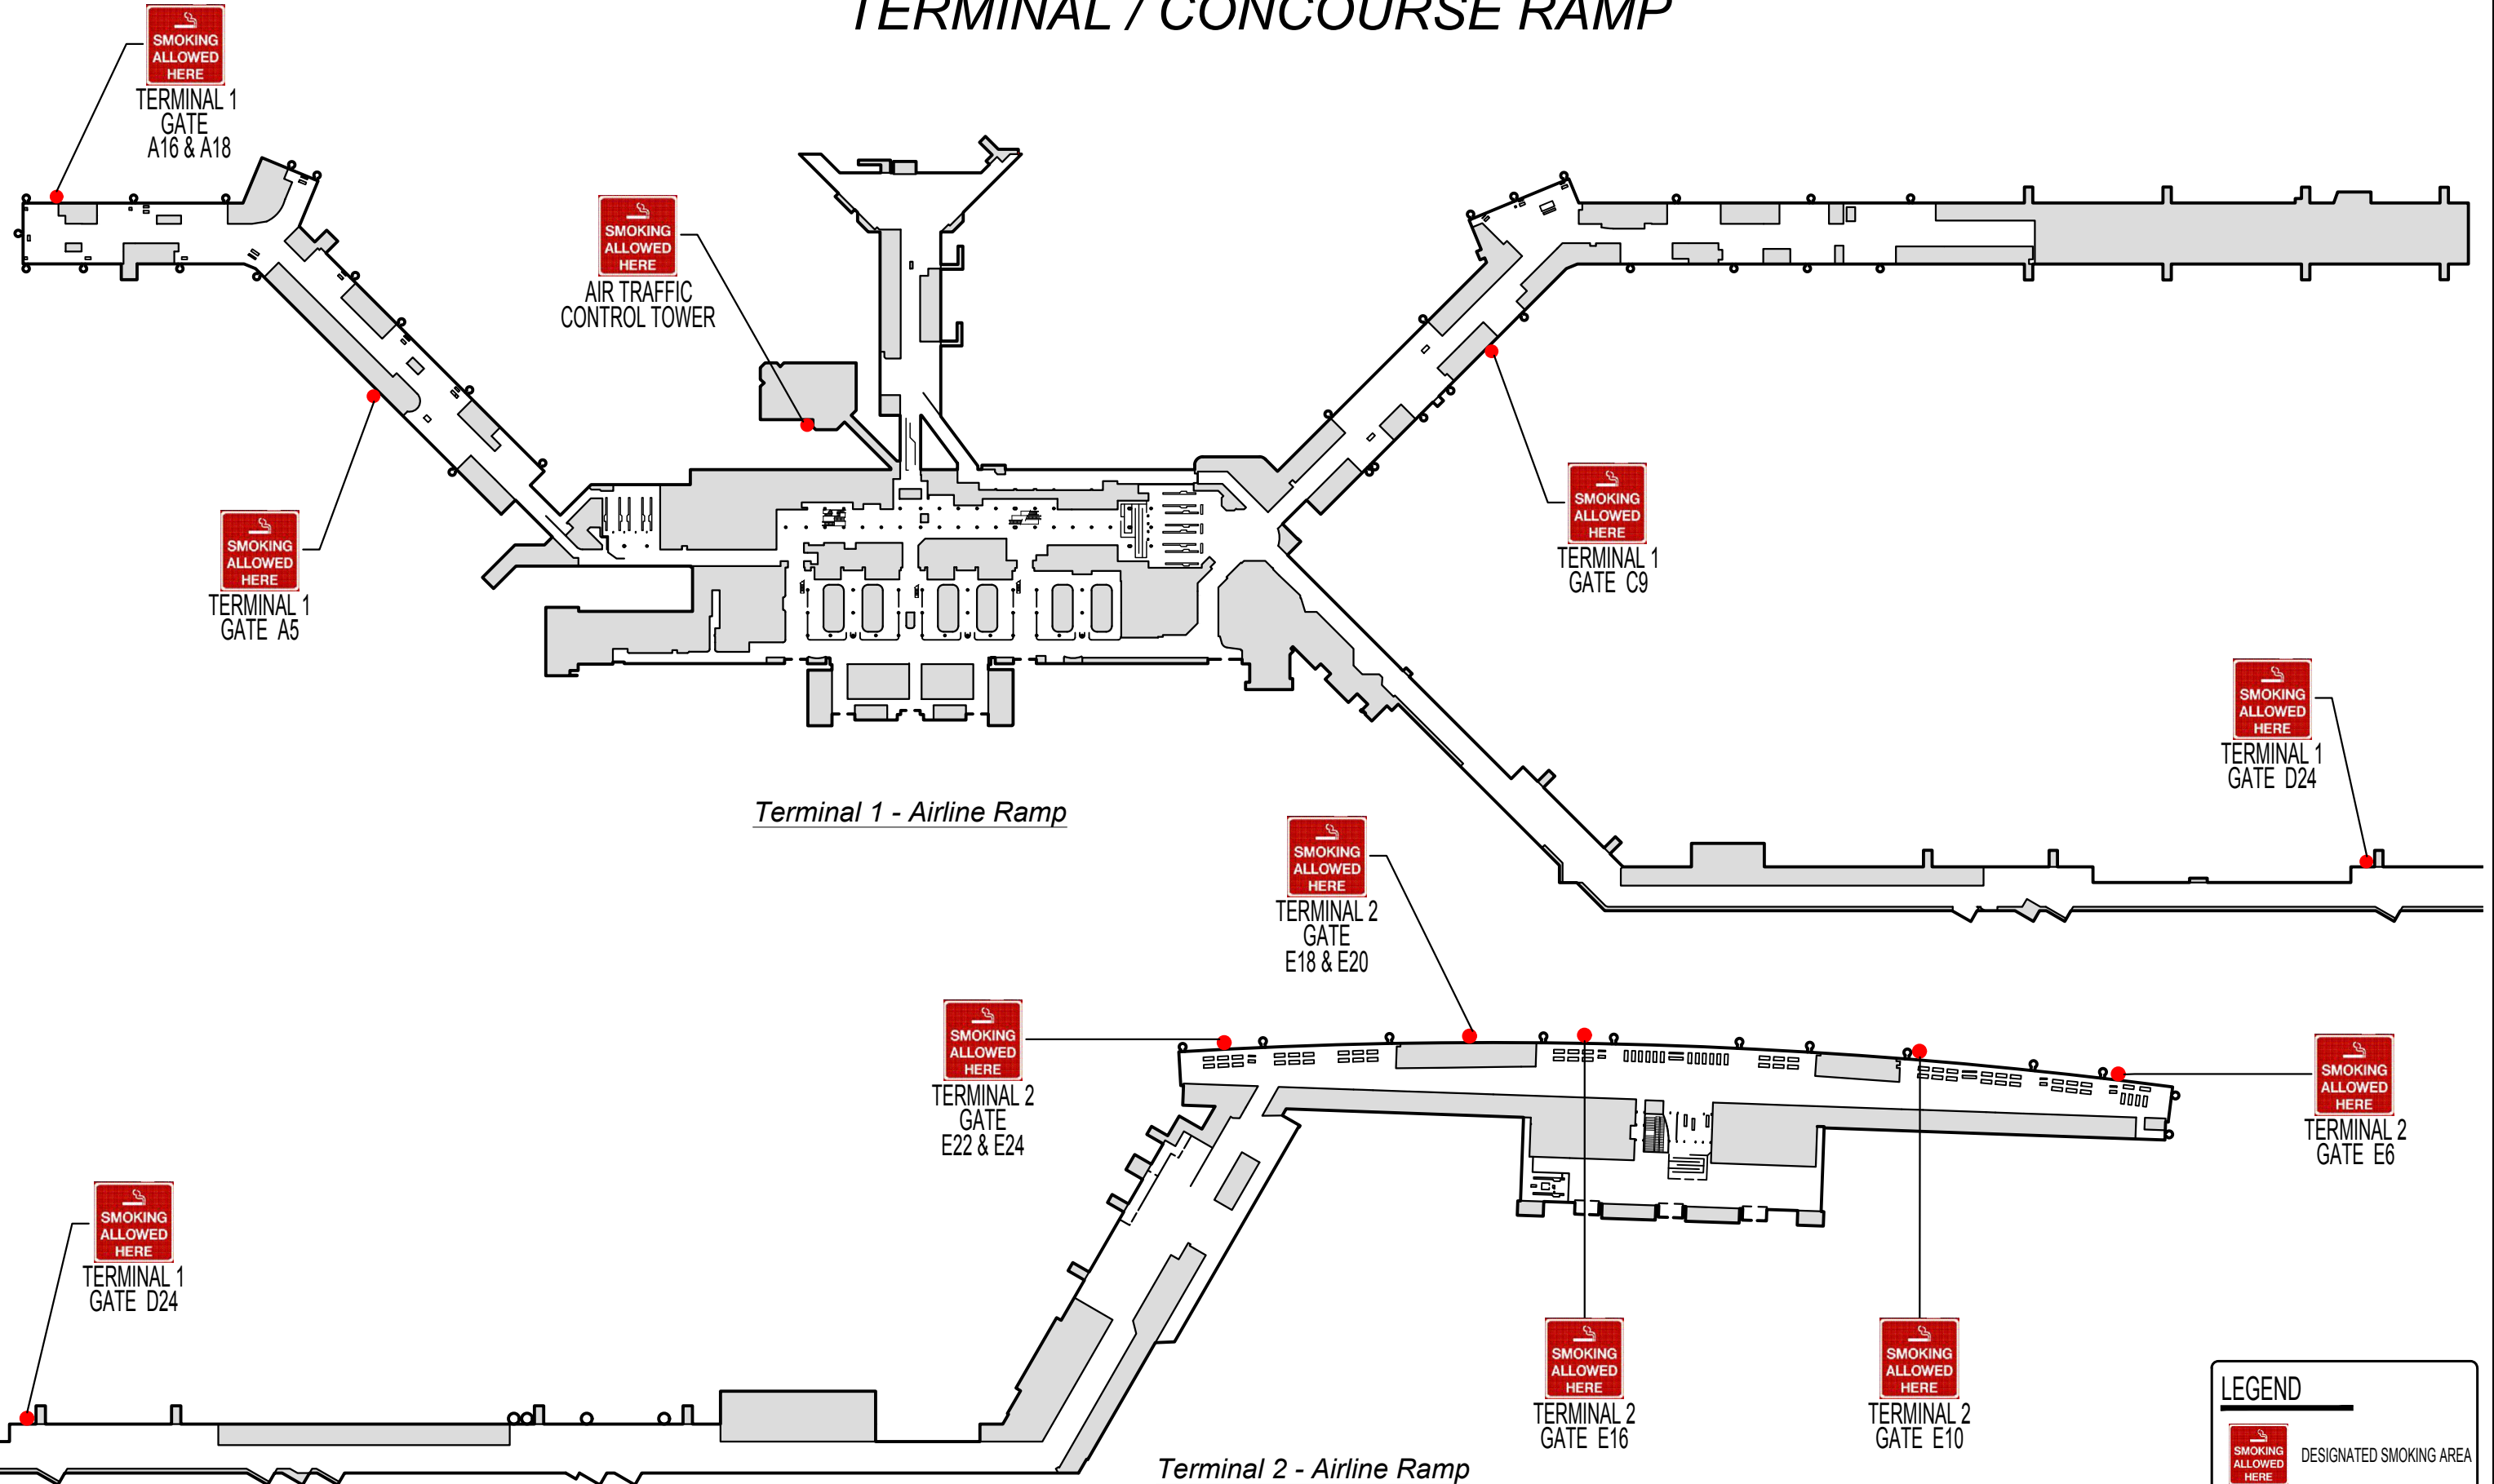 TERMINAL / CONCOURSE RAMP
SMOKING
ALLOWED
HERE
TERMINAL 1
GATE
A16 & A18
SMOKING
ALLOWED
HERE
AIR TRAFFIC
CONTROL TOWER
SMOKING
ALLOWED
HERE
TERMINAL 1
GATE A5
SMOKING
ALLOWED
HERE
TERMINAL 1
GATE C9
SMOKING
ALLOWED
HERE
TERMINAL 1
GATE D24
Terminal 1 - Airline Ramp
SMOKING
ALLOWED
HERE
TERMINAL 2
GATE
E18 & E20
SMOKING
ALLOWED
HERE
TERMINAL 2
GATE
E22 & E24
SMOKING
ALLOWED
HERE
TERMINAL 2
GATE E6
SMOKING
ALLOWED
HERE
TERMINAL 1
GATE D24
SMOKING
ALLOWED
HERE
TERMINAL 2
GATE E16
SMOKING
ALLOWED
HERE
TERMINAL 2
GATE E10
Terminal 2 - Airline Ramp
LEGEND
SMOKING
ALLOWED
HERE
DESIGNATED SMOKING AREA